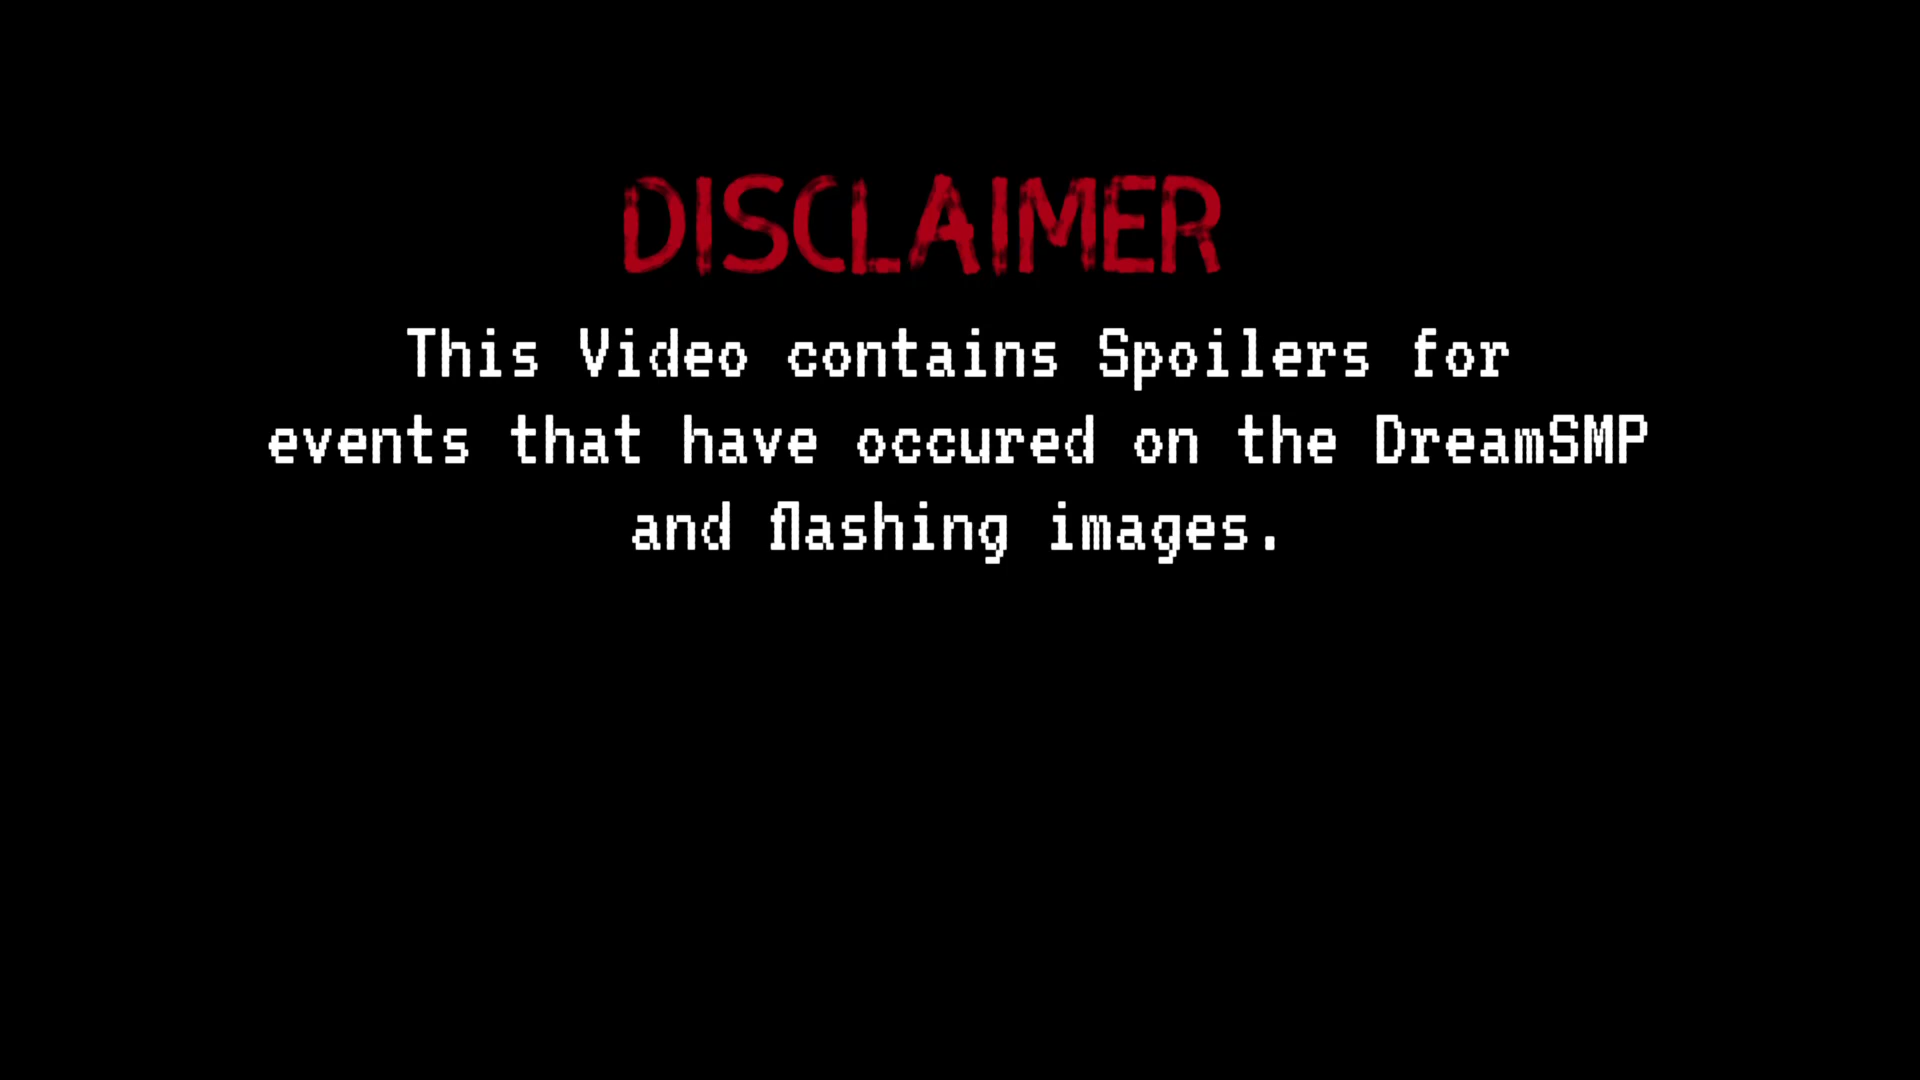 DISCLAIMER
This Video contains Spoilers for
events that have occured on the DreamSMP
and flashing images.